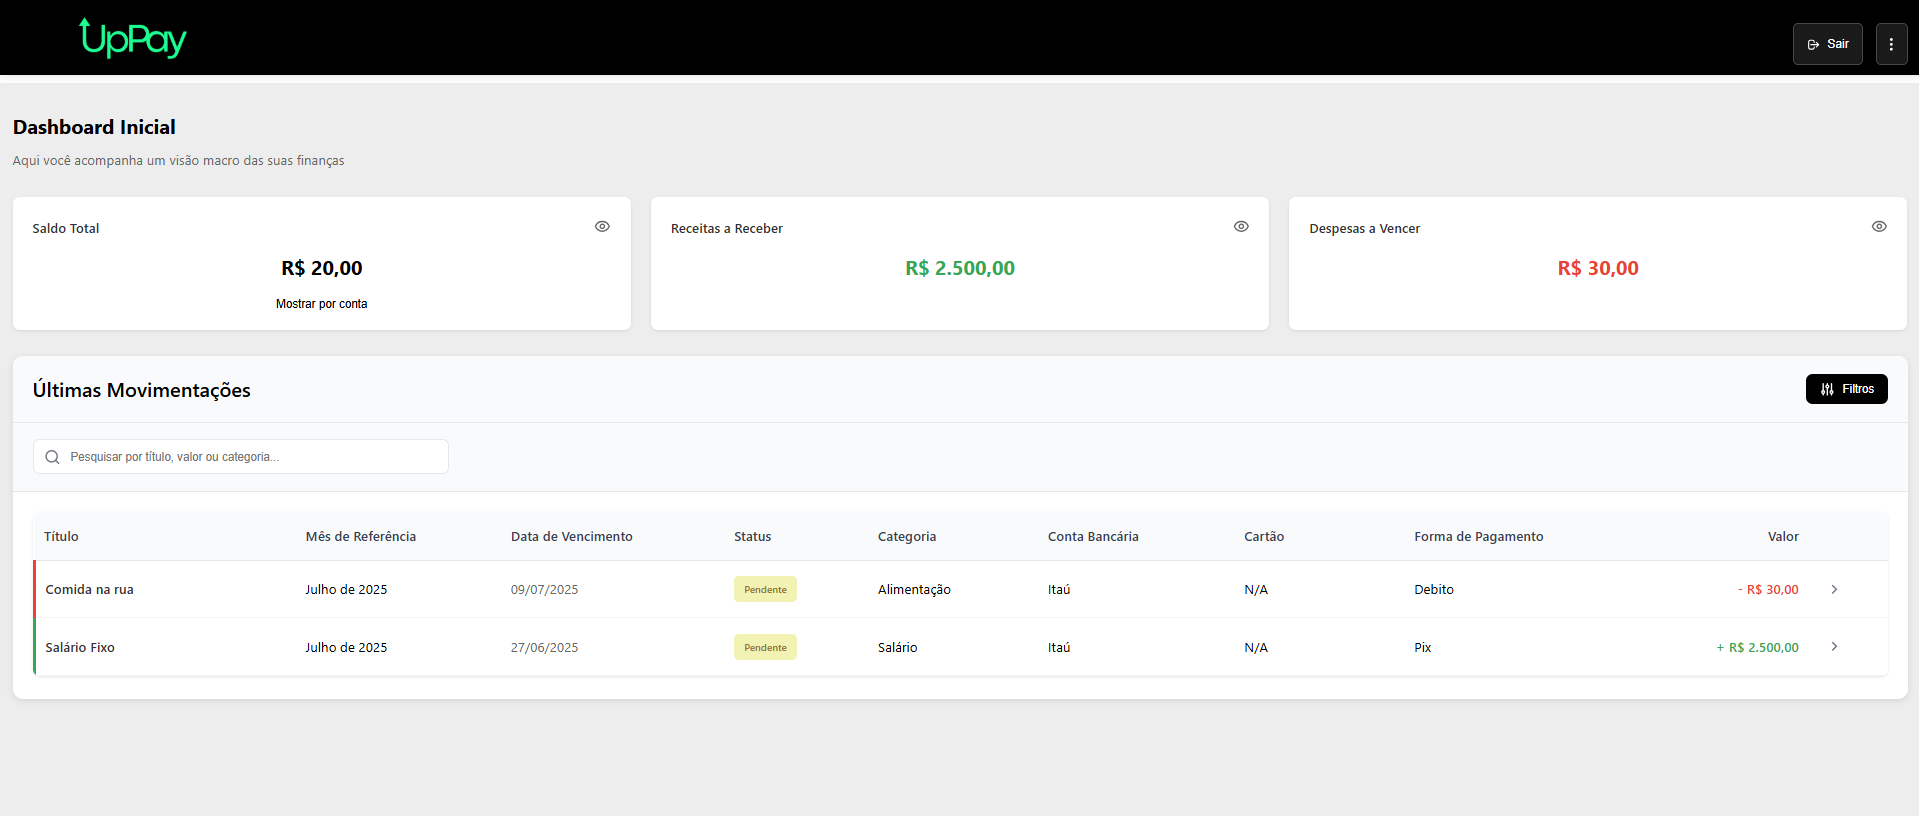 UpPay
Sair
Dashboard Inicial
Aqui você acompanha um visão macro das suas finanças
Saldo Total
R$ 20,00
Mostrar por conta
Receitas a Receber
R$ 2.500,00
Despesas a Vencer
R$ 30,00
Últimas Movimentações
Filtros
Pesquisar por título, valor ou categoria...
Título Mês de Referência Data de Vencimento Status Categoria Conta Bancária Cartão Forma de Pagamento Valor
Comida na rua Julho de 2025 09/07/2025 Pendente Alimentação Itaú N/A Debito - R$ 30,00
Salário Fixo Julho de 2025 27/06/2025 Pendente Salário Itaú N/A Pix + R$ 2.500,00